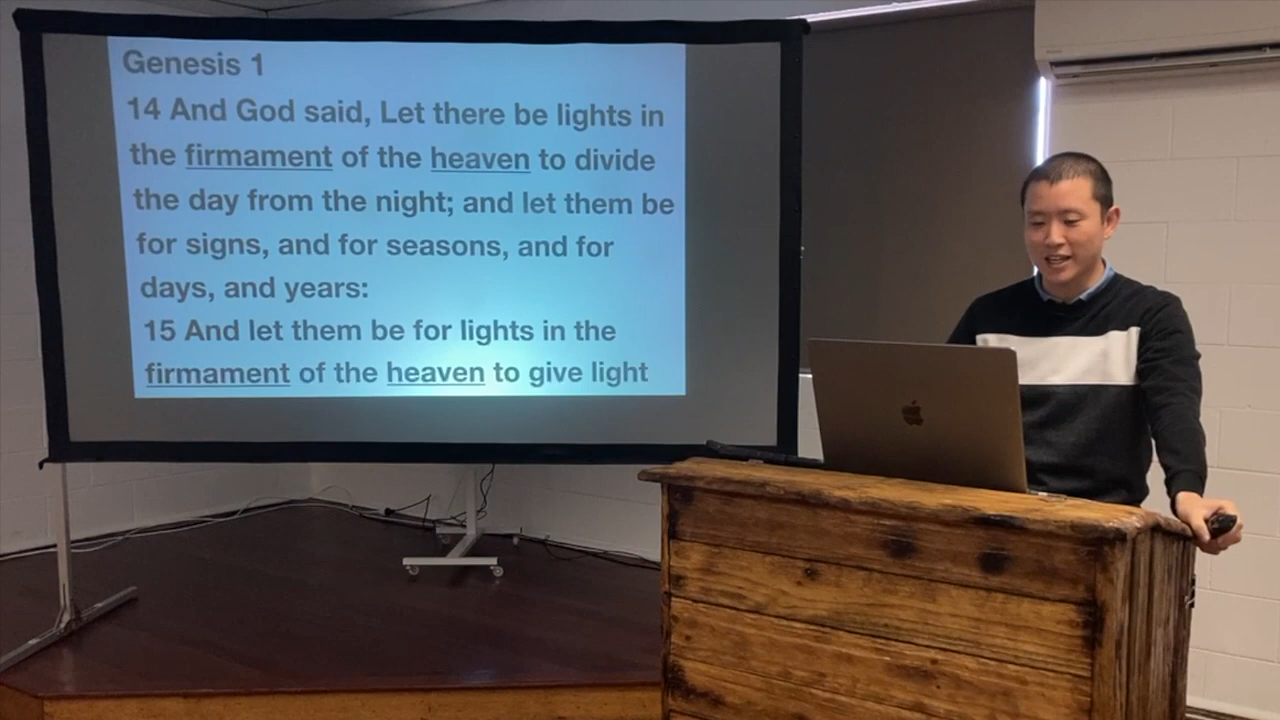 Genesis 1
14 And God said, Let there be lights in
the firmament of the heaven to divide
the day from the night; and let them be
for signs, and for seasons, and for
days, and years:
15 And let them be for lights in the
firmament of the heaven to give light